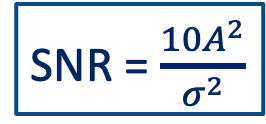 SNR = 10A² / σ²